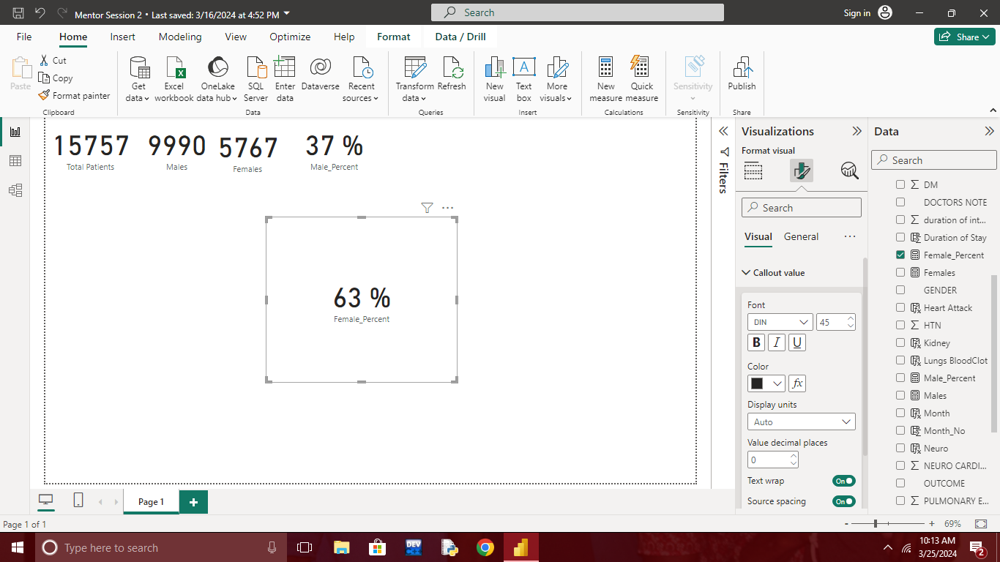 Mentor Session 2 • Last saved: 3/16/2024 at 4:52 PM
Search
Sign in
File Home Insert Modeling View Optimize Help Format Data / Drill
Share
Paste
Cut
Copy
Format painter
Clipboard
Get data
Excel workbook
OneLake data hub
SQL Server
Enter data
Dataverse
Recent sources
Data
Transform data
Refresh
Queries
New visual
Text box
A
More visuals
Insert
New measure
Quick measure
Calculations
Sensitivity
Sensitivity
Publish
Share
15757
Total Patients
9990
Males
5767
Females
37 %
Male_Percent
63 %
Female_Percent
Filters
Visualizations
Format visual
Search
Visual General
Callout value
Font
DIN 45
B I U
Color
fx
Display units
Auto
Value decimal places
0
Text wrap On
Source spacing On
Data
Search
DM
DOCTORS NOTE
duration of int...
Duration of Stay
Female_Percent
Females
GENDER
Heart Attack
HTN
Kidney
Lungs BloodClot
Male_Percent
Males
Month
Month_No
Neuro
NEURO CARDI...
OUTCOME
PULMONARY E...
Page 1
Page 1 of 1
- + 69%
Type here to search
DEV
10:13 AM
3/25/2024
2